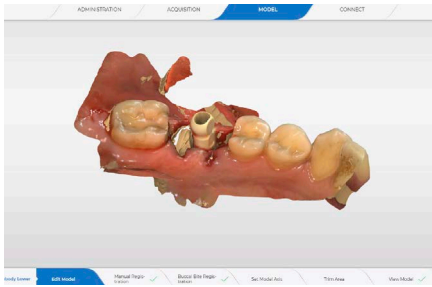 ADMINISTRATION
ACQUISITION
MODEL
CONNECT
Edit Model
Manual Regis-
tration
Buccal Bite Regis-
tration
Set Model Axis
Trim Area
View Model